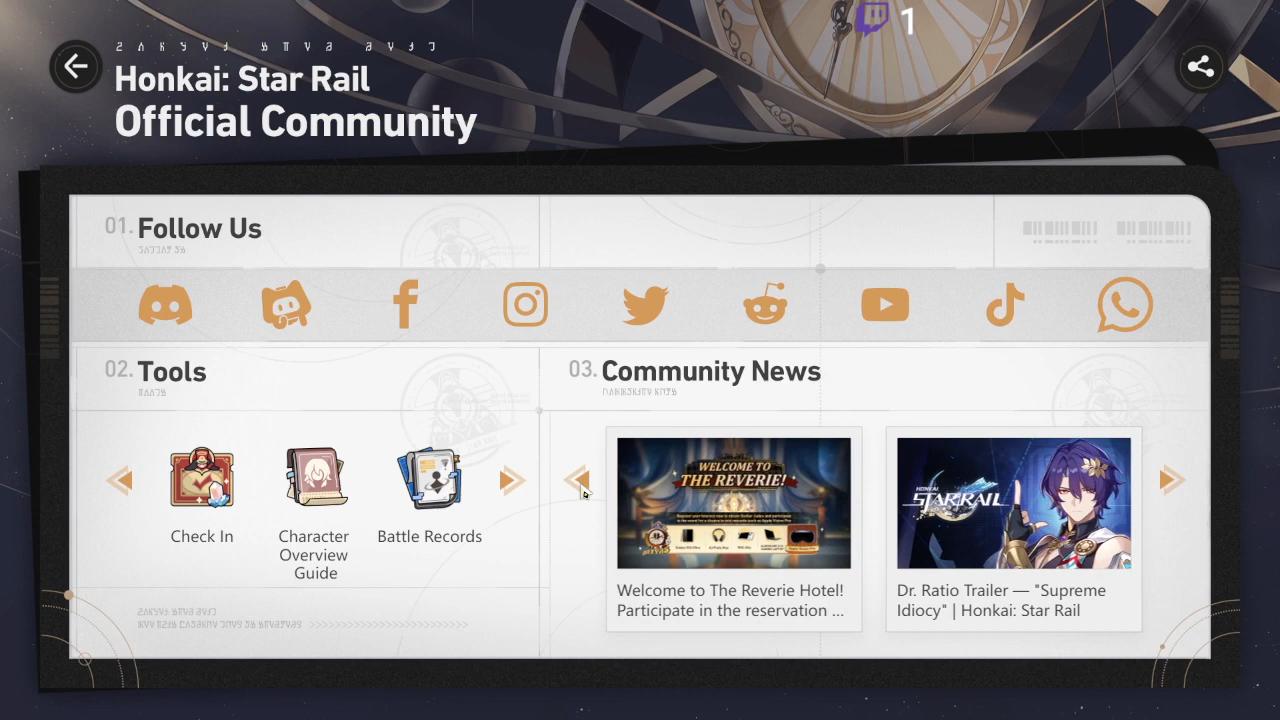 1
Honkai: Star Rail
Official Community
01. Follow Us
02. Tools
03. Community News
WELCOME TO
THE REVERIE!
HONKAI
STAR RAIL
Check In
Character
Overview
Guide
Battle Records
Welcome to The Reverie Hotel!
Participate in the reservation ...
Dr. Ratio Trailer — "Supreme
Idiocy" | Honkai: Star Rail